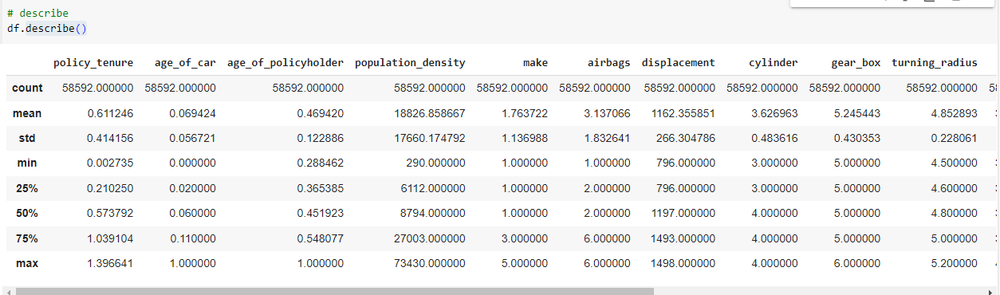 # describe
df.describe()
policy_tenure age_of_car age_of_policyholder population_density make airbags displacement cylinder gear_box turning_radius
count 58592.000000 58592.000000 58592.000000 58592.000000 58592.000000 58592.000000 58592.000000 58592.000000 58592.000000 58592.000000
mean 0.611246 0.069424 0.469420 18826.858667 1.763722 3.137066 1162.355851 3.626963 5.245443 4.852893
std 0.414156 0.056721 0.122886 17660.174792 1.136988 1.832641 266.304786 0.483616 0.430353 0.228061
min 0.002735 0.000000 0.288462 290.000000 1.000000 1.000000 796.000000 3.000000 5.000000 4.500000
25% 0.210250 0.020000 0.365385 6112.000000 1.000000 2.000000 796.000000 3.000000 5.000000 4.600000
50% 0.573792 0.060000 0.451923 8794.000000 1.000000 2.000000 1197.000000 4.000000 5.000000 4.800000
75% 1.039104 0.110000 0.548077 27003.000000 3.000000 6.000000 1493.000000 4.000000 5.000000 5.000000
max 1.396641 1.000000 1.000000 73430.000000 5.000000 6.000000 1498.000000 4.000000 6.000000 5.200000